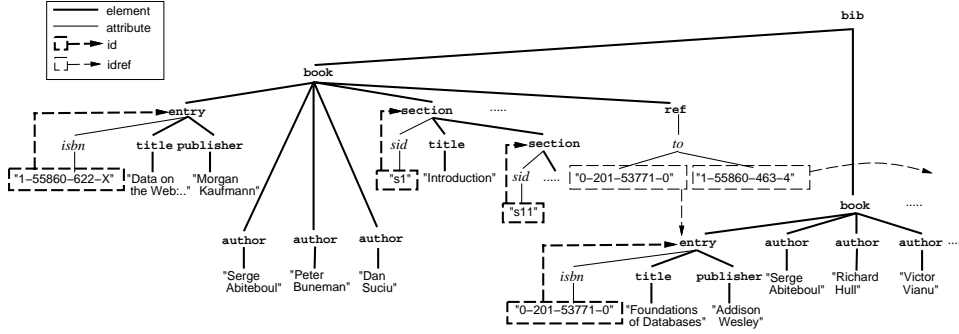 element
attribute
id
idref
bib
book
entry section ..... ref
isbn title publisher sid title section to
"1–55860–622–X" "Data on the Web:.." "Morgan Kaufmann" "s1" "Introduction" sid ..... "0–201–53771–0" "1–55860–463–4"
"s11"
book .....
author author author entry author author author ....
"Serge Abiteboul" "Peter Buneman" "Dan Suciu" isbn title publisher "Serge Abiteboul" "Richard Hull" "Victor Vianu"
"0–201–53771–0" "Foundations of Databases" "Addison Wesley"